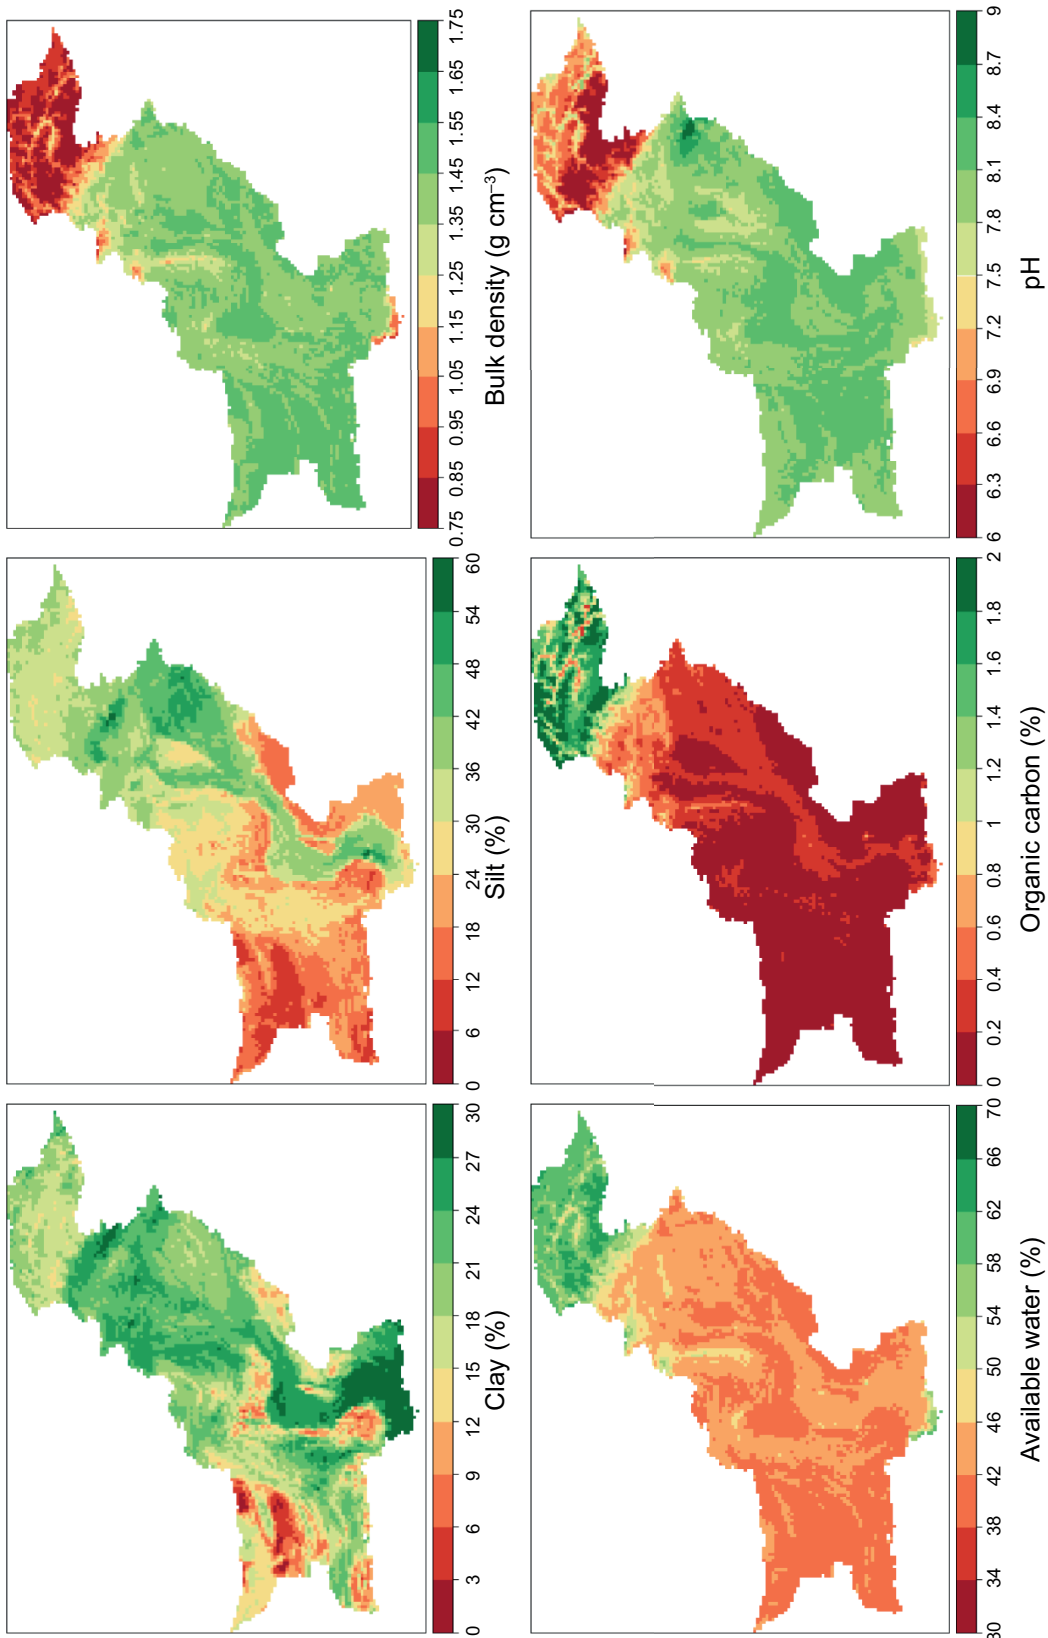 0 3 6 9 12 15 18 21 24 27 30
Clay (%)
0 6 12 18 24 30 36 42 48 54 60
Silt (%)
0.75 0.85 0.95 1.05 1.15 1.25 1.35 1.45 1.55 1.65 1.75
Bulk density (g cm⁻³)
30 34 38 42 46 50 54 58 62 66 70
Available water (%)
0 0.2 0.4 0.6 0.8 1 1.2 1.4 1.6 1.8 2
Organic carbon (%)
6 6.3 6.6 6.9 7.2 7.5 7.8 8.1 8.4 8.7 9
pH